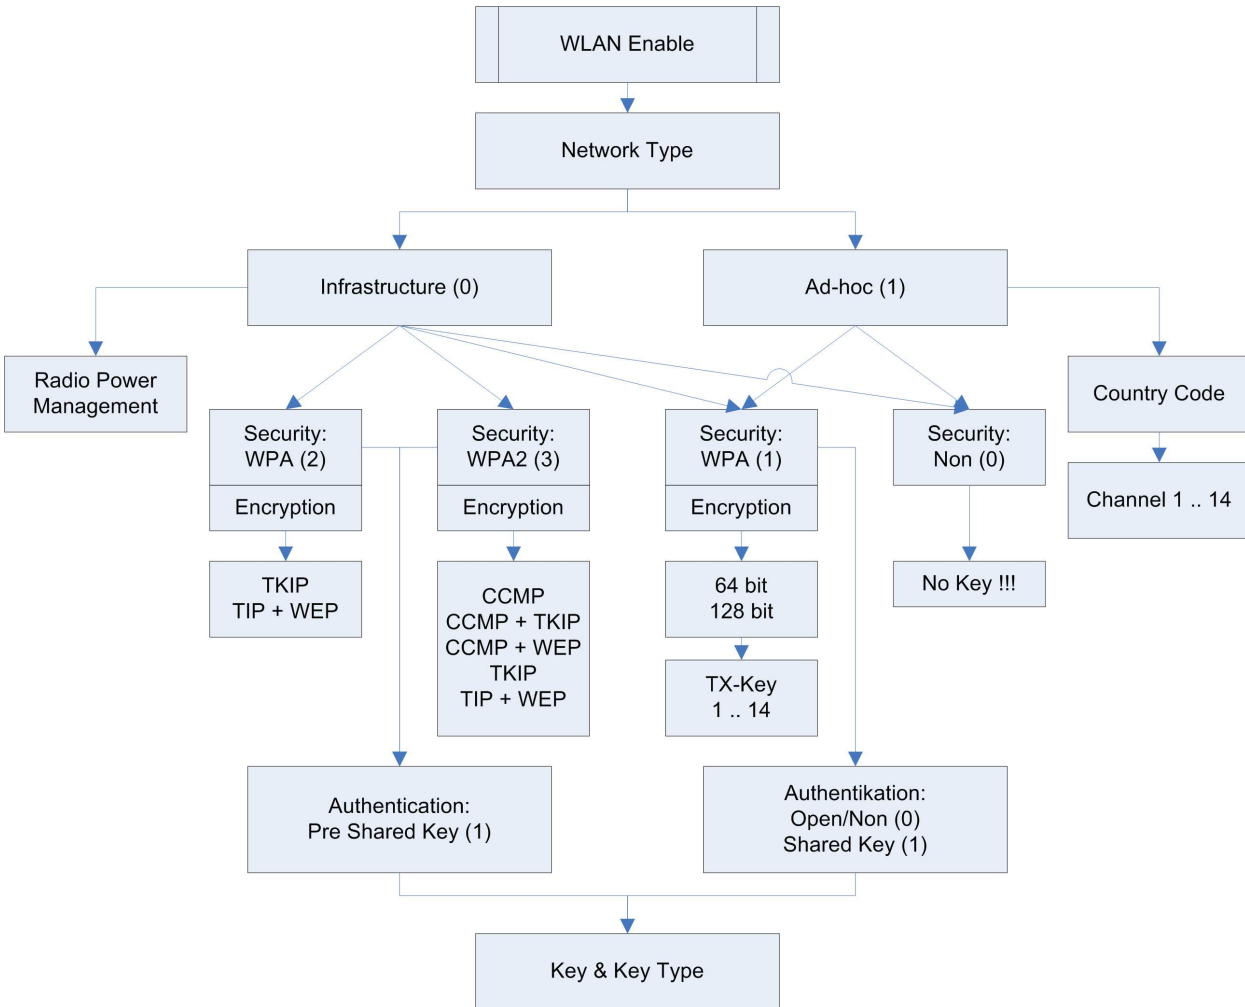 WLAN Enable
Network Type
Infrastructure (0)
Ad-hoc (1)
Radio Power
Management
Country Code
Security:
WPA (2)
Security:
WPA2 (3)
Security:
WPA (1)
Security:
Non (0)
Channel 1 .. 14
Encryption
Encryption
Encryption
TKIP
TIP + WEP
CCMP
CCMP + TKIP
CCMP + WEP
TKIP
TIP + WEP
64 bit
128 bit
No Key !!!
TX-Key
1 .. 14
Authentication:
Pre Shared Key (1)
Authentikation:
Open/Non (0)
Shared Key (1)
Key & Key Type